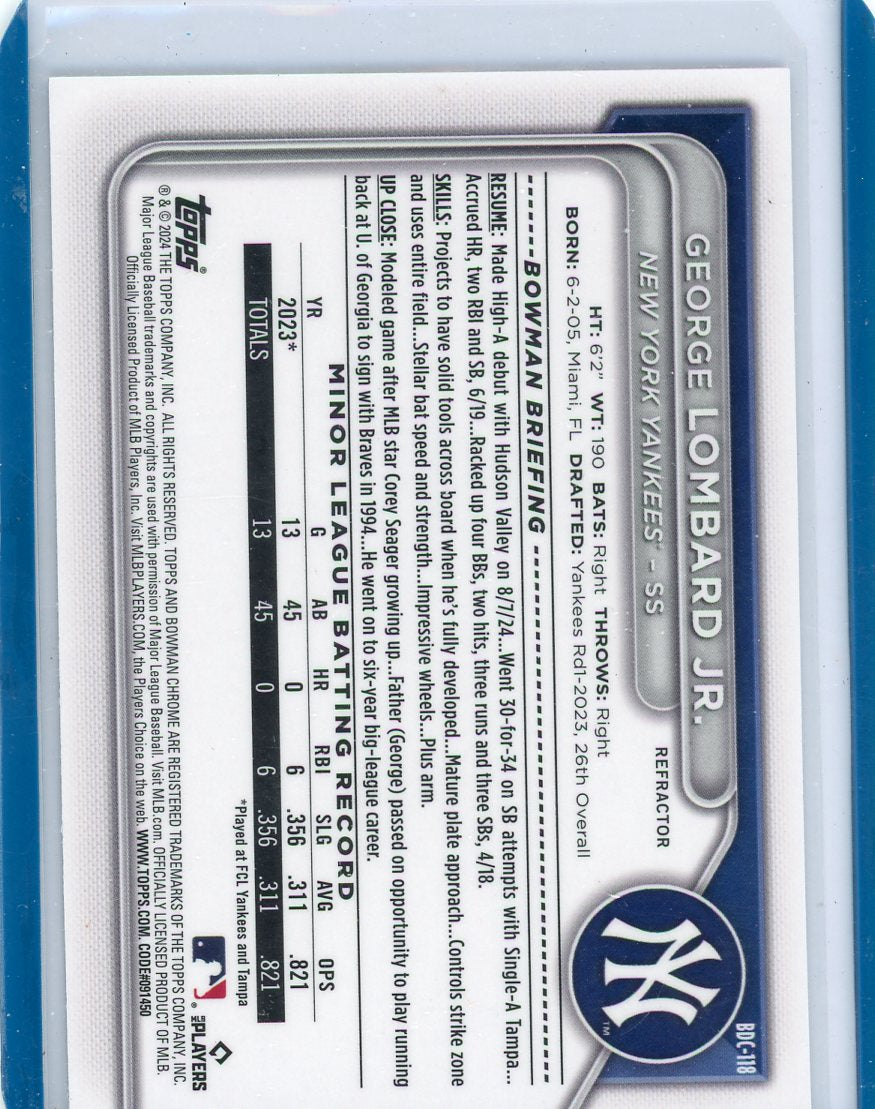 BDC-118
GEORGE LOMBARD JR.
NEW YORK YANKEES® - SS
REFRACTOR
TM
HT: 6'2" WT: 190 BATS: Right THROWS: Right
BORN: 6-2-05, Miami, FL DRAFTED: Yankees Rd1-2023, 26th Overall
BOWMAN BRIEFING
RESUME: Made High-A debut with Hudson Valley on 8/7/24...Went 30-for-34 on SB attempts with Single-A Tampa...
Accrued HR, two RBI and SB, 6/19...Racked up four BBs, two hits, three runs and three SBs, 4/18.
SKILLS: Projects to have solid tools across board when he's fully developed...Mature plate approach...Controls strike zone
and uses entire field...Stellar bat speed and strength...Impressive wheels...Plus arm.
UP CLOSE: Modeled game after MLB star Corey Seager growing up...Father (George) passed on opportunity to play running
back at U. of Georgia to sign with Braves in 1994...He went on to six-year big-league career.
MINOR LEAGUE BATTING RECORD
YR G AB HR RBI SLG AVG OPS
2023* 13 45 0 6 .356 .311 .821
TOTALS 13 45 0 6 .356 .311 .821
*Played at FCL Yankees and Tampa
topps®
® & © 2024 THE TOPPS COMPANY, INC. ALL RIGHTS RESERVED. TOPPS AND BOWMAN CHROME ARE REGISTERED TRADEMARKS OF THE TOPPS COMPANY, INC.
Major League Baseball trademarks and copyrights are used with permission of Major League Baseball. Visit MLB.com. OFFICIALLY LICENSED PRODUCT OF MLB
Officially Licensed Product of MLB Players, Inc. Visit MLBPLAYERS.COM, the Players Choice on the web. WWW.TOPPS.COM. CODE#091450
MLB PLAYERS